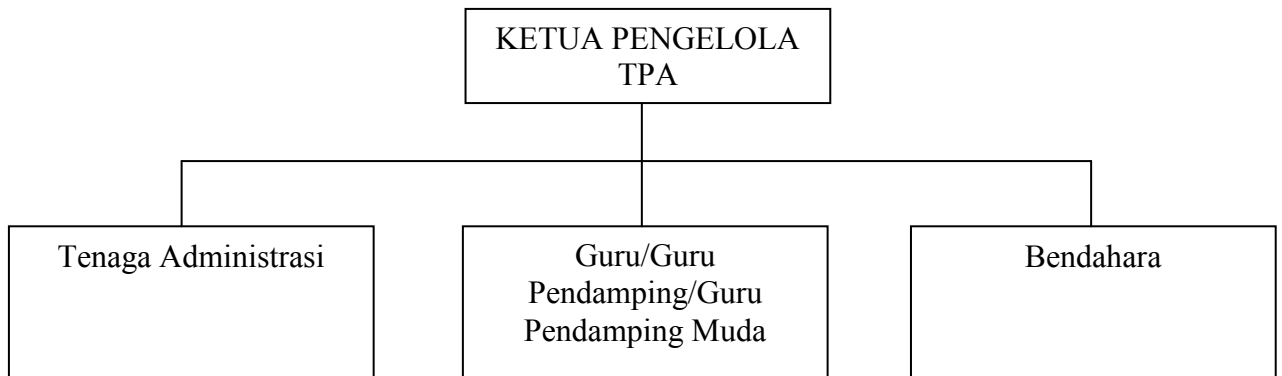 KETUA PENGELOLA
TPA
Tenaga Administrasi
Guru/Guru
Pendamping/Guru
Pendamping Muda
Bendahara